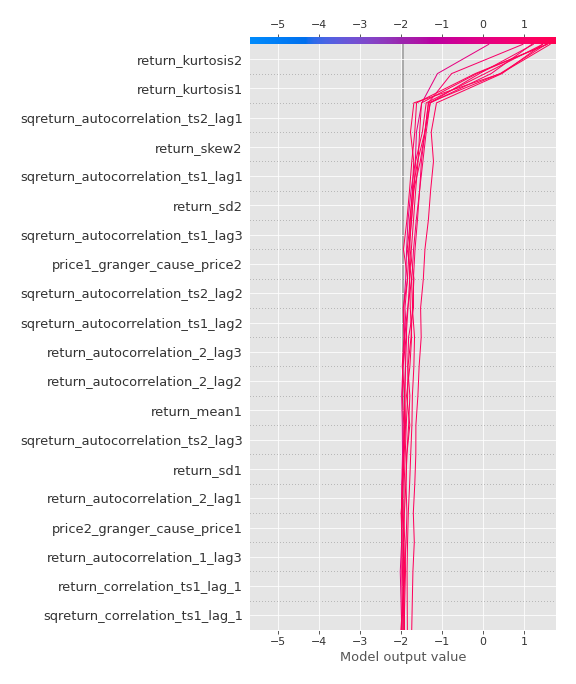 −5 −4 −3 −2 −1 0 1
return_kurtosis2
return_kurtosis1
sqreturn_autocorrelation_ts2_lag1
return_skew2
sqreturn_autocorrelation_ts1_lag1
return_sd2
sqreturn_autocorrelation_ts1_lag3
price1_granger_cause_price2
sqreturn_autocorrelation_ts2_lag2
sqreturn_autocorrelation_ts1_lag2
return_autocorrelation_2_lag3
return_autocorrelation_2_lag2
return_mean1
sqreturn_autocorrelation_ts2_lag3
return_sd1
return_autocorrelation_2_lag1
price2_granger_cause_price1
return_autocorrelation_1_lag3
return_correlation_ts1_lag_1
sqreturn_correlation_ts1_lag_1
−5 −4 −3 −2 −1 0 1
Model output value